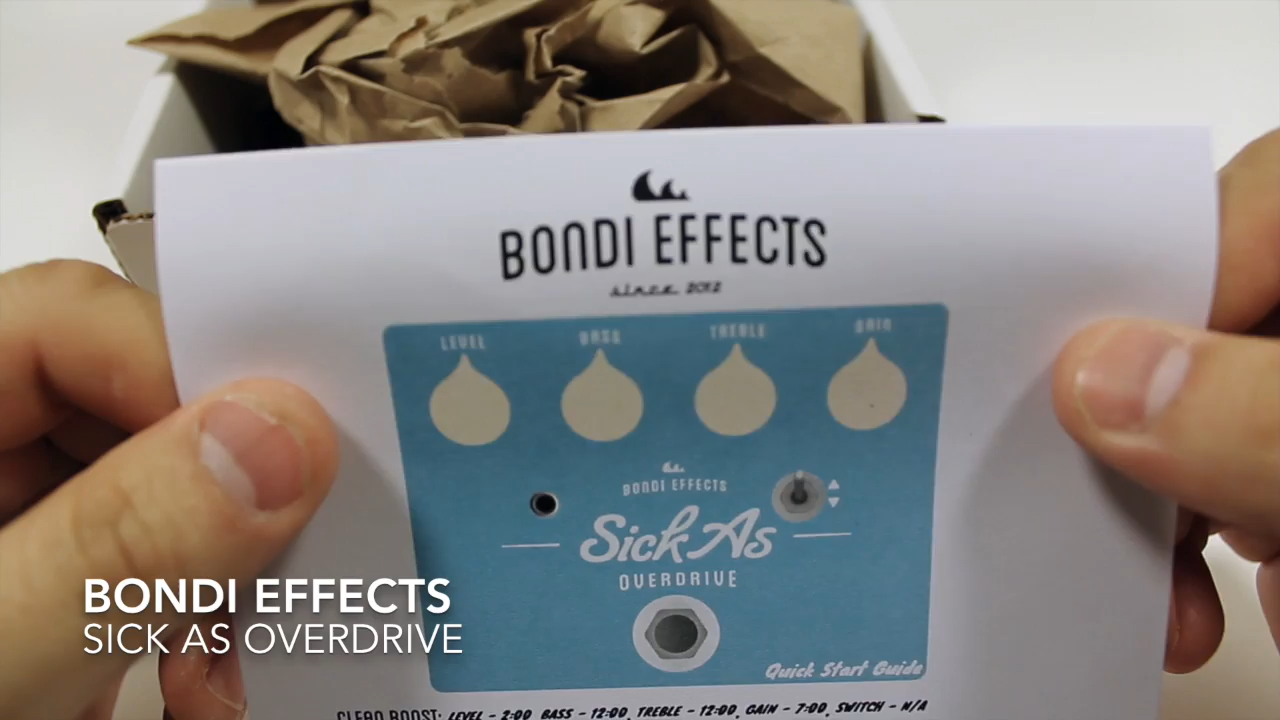 BONDI EFFECTS
since 2012
LEVEL BASS TREBLE GAIN
BONDI EFFECTS
Sick As
OVERDRIVE
Quick Start Guide
CLEAN BOOST: LEVEL - 2:00, BASS - 12:00, TREBLE - 12:00, GAIN - 7:00, SWITCH - N/A
BONDI EFFECTS
SICK AS OVERDRIVE